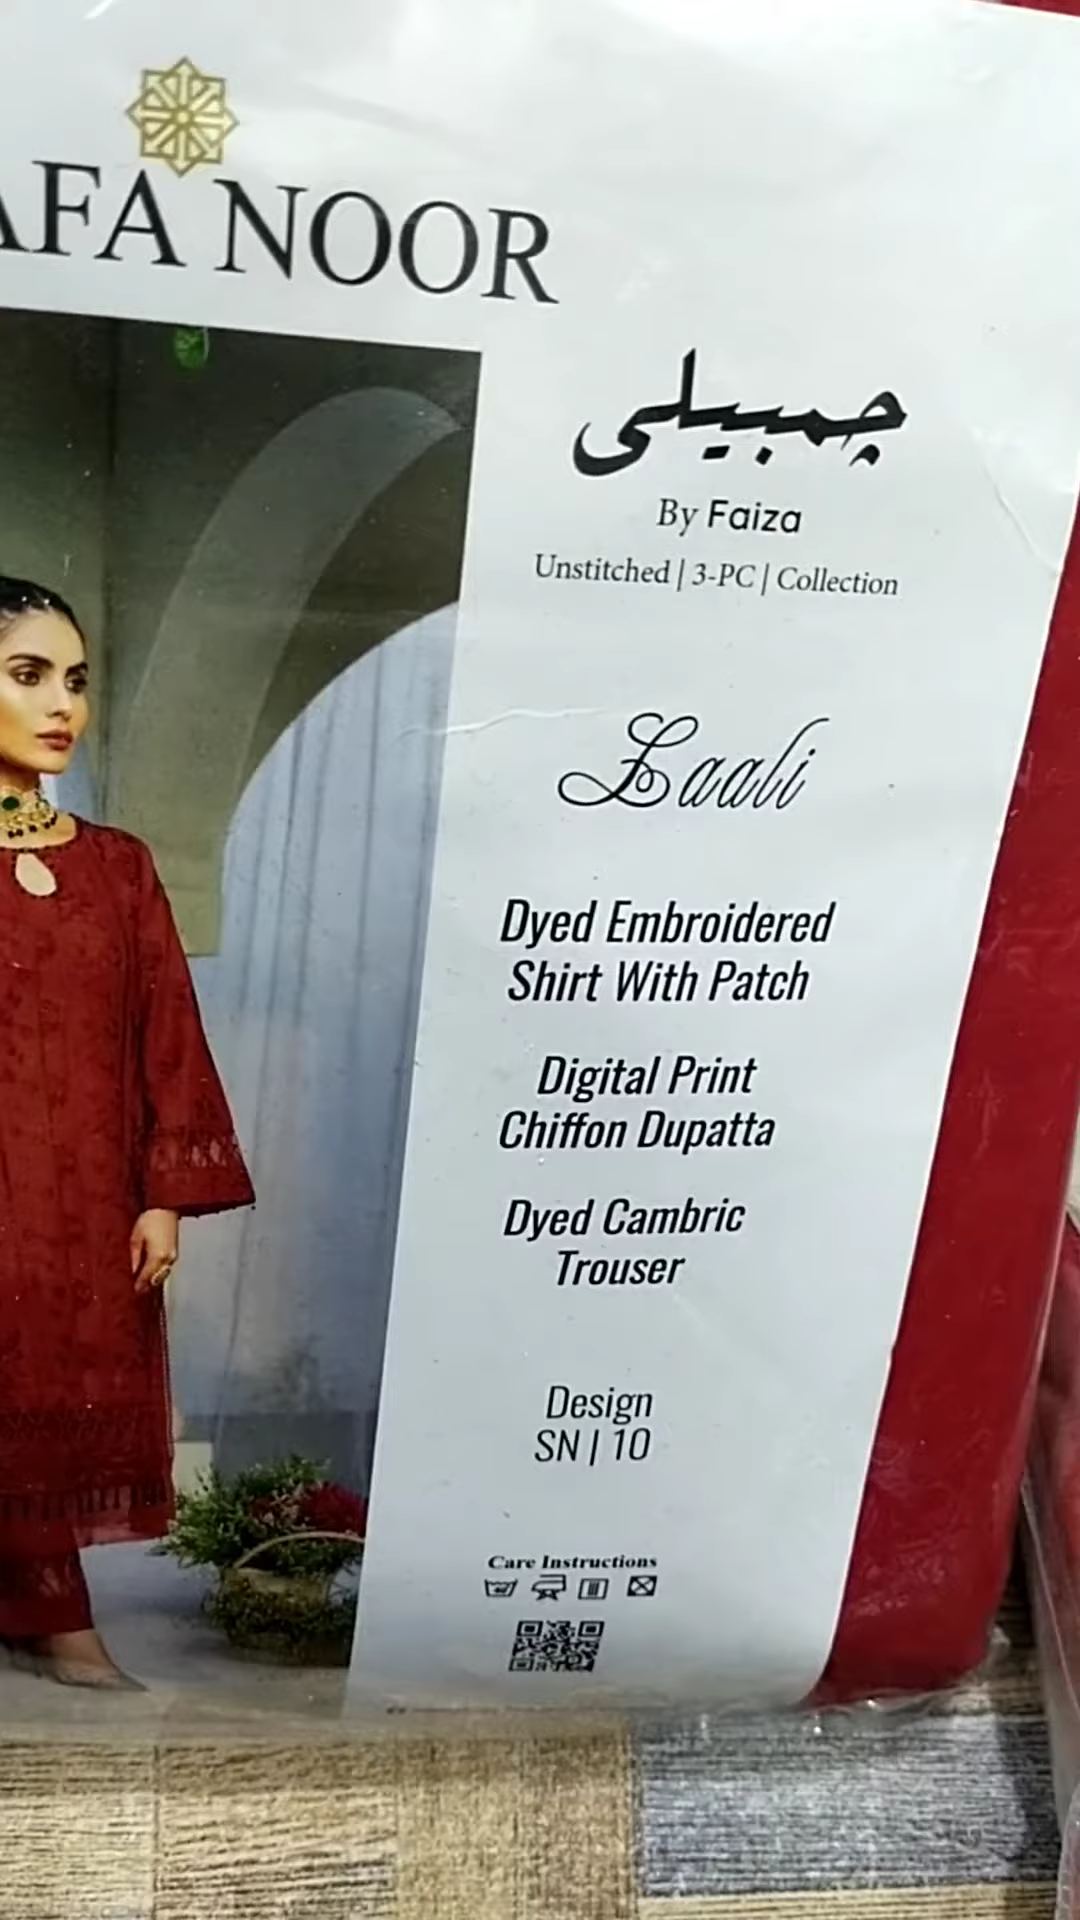 AFA NOOR
چمبیلی
By Faiza
Unstitched | 3-PC | Collection
Laali
Dyed Embroidered
Shirt With Patch
Digital Print
Chiffon Dupatta
Dyed Cambric
Trouser
Design
SN | 10
Care Instructions